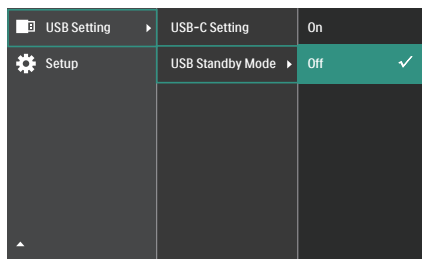 USB Setting
USB-C Setting
On
Setup
USB Standby Mode
Off